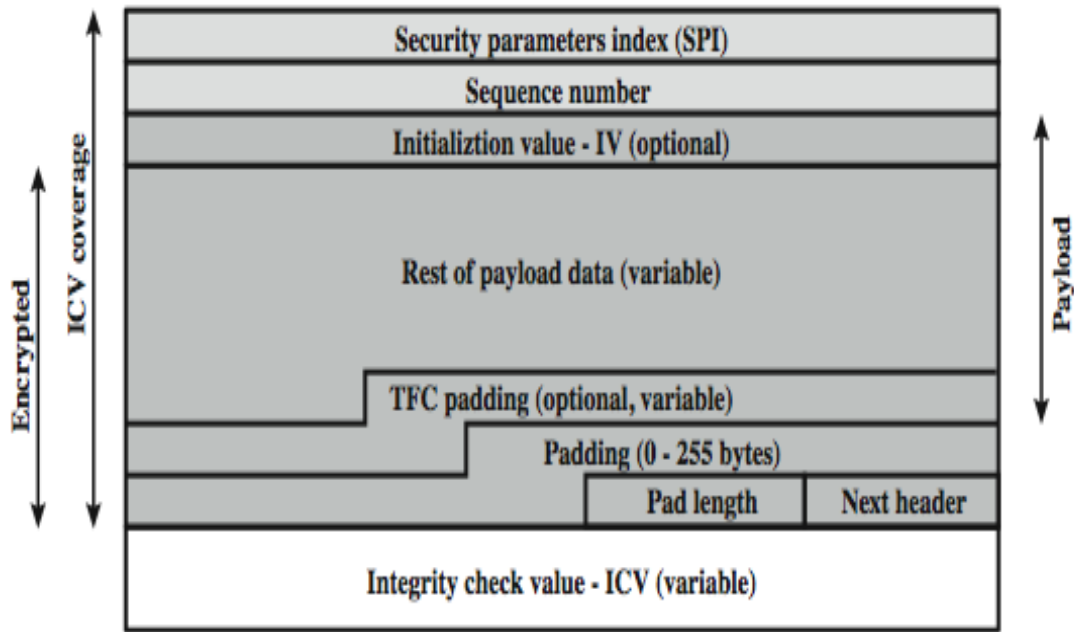 Security parameters index (SPI)
Sequence number
Initializtion value - IV (optional)
Rest of payload data (variable)
TFC padding (optional, variable)
Padding (0 - 255 bytes)
Pad length
Next header
Integrity check value - ICV (variable)
Encrypted
ICV coverage
Payload